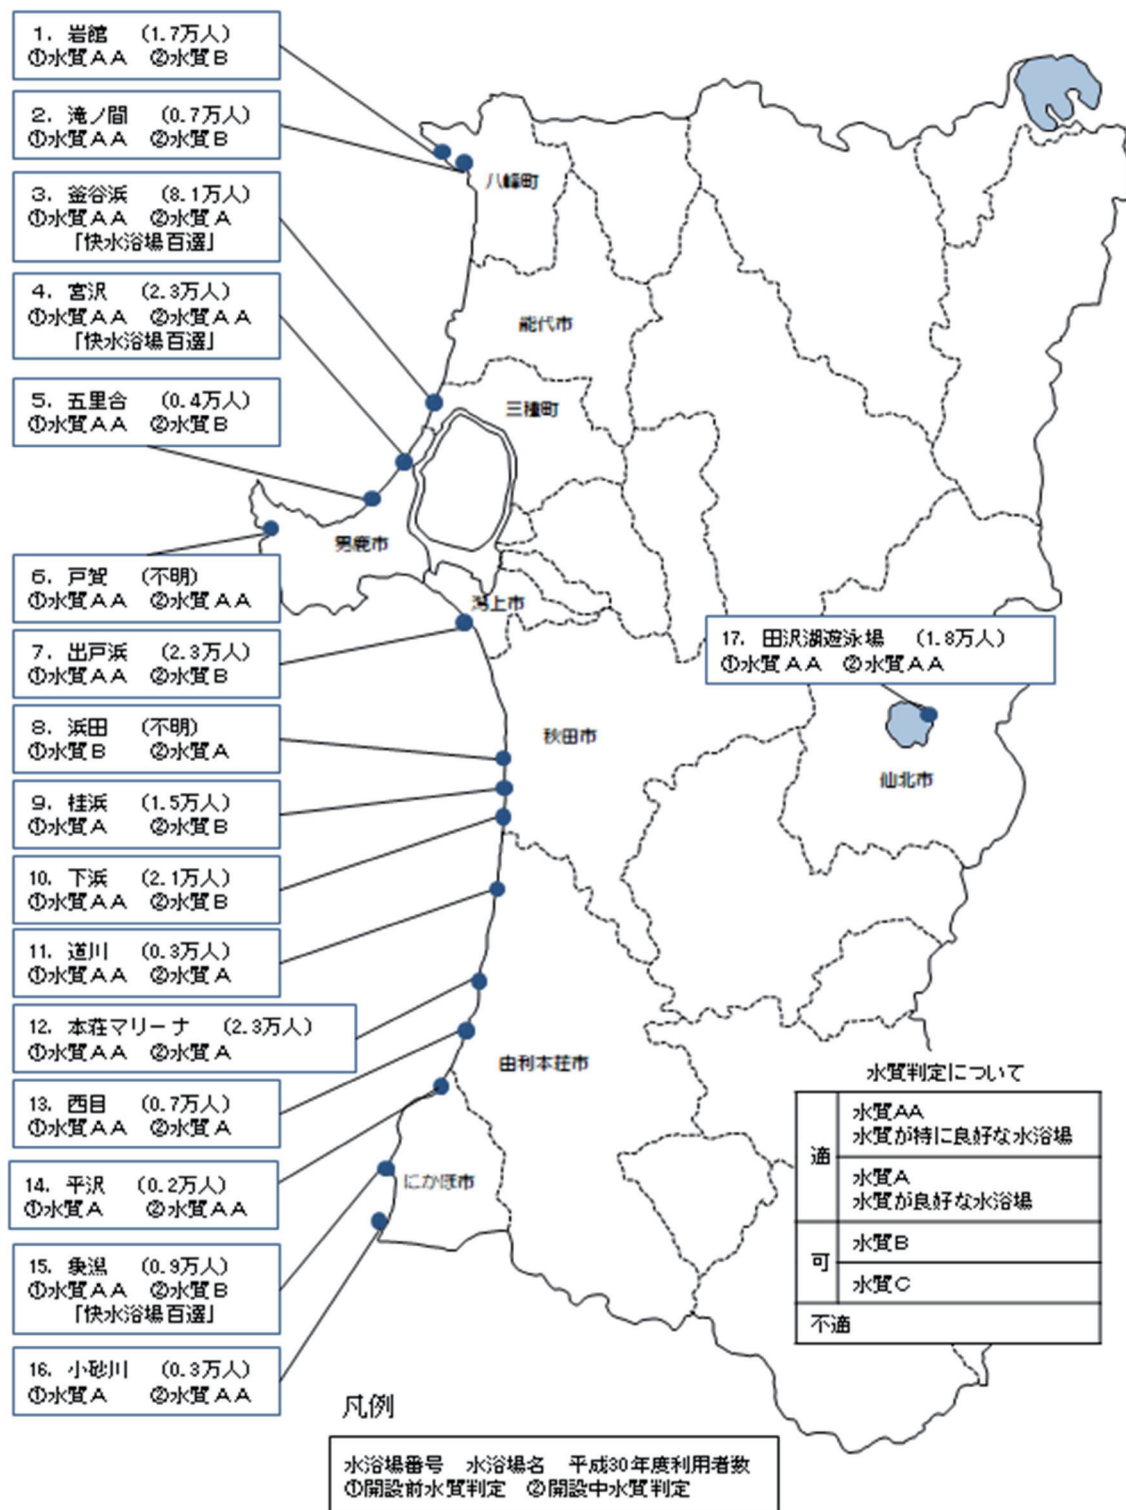 1. 岩館 (1.7万人)
①水質AA ②水質B
2. 滝ノ間 (0.7万人)
①水質AA ②水質B
3. 釜谷浜 (8.1万人)
①水質AA ②水質A
「快水浴場百選」
4. 宮沢 (2.3万人)
①水質AA ②水質AA
「快水浴場百選」
5. 五里合 (0.4万人)
①水質AA ②水質B
6. 戸賀 (不明)
①水質AA ②水質AA
7. 出戸浜 (2.3万人)
①水質AA ②水質B
8. 浜田 (不明)
①水質B ②水質A
9. 桂浜 (1.5万人)
①水質A ②水質B
10. 下浜 (2.1万人)
①水質AA ②水質B
11. 道川 (0.3万人)
①水質AA ②水質A
12. 本荘マリーナ (2.3万人)
①水質AA ②水質A
13. 西目 (0.7万人)
①水質AA ②水質A
14. 平沢 (0.2万人)
①水質A ②水質AA
15. 象潟 (0.9万人)
①水質AA ②水質B
「快水浴場百選」
16. 小砂川 (0.3万人)
①水質A ②水質AA
17. 田沢湖遊泳場 (1.8万人)
①水質AA ②水質AA
八峰町
能代市
三種町
男鹿市
潟上市
秋田市
仙北市
由利本荘市
にかほ市
水質判定について
適
水質AA
水質が特に良好な水浴場
水質A
水質が良好な水浴場
可
水質B
水質C
不適
凡例
水浴場番号 水浴場名 平成30年度利用者数
①開設前水質判定 ②開設中水質判定